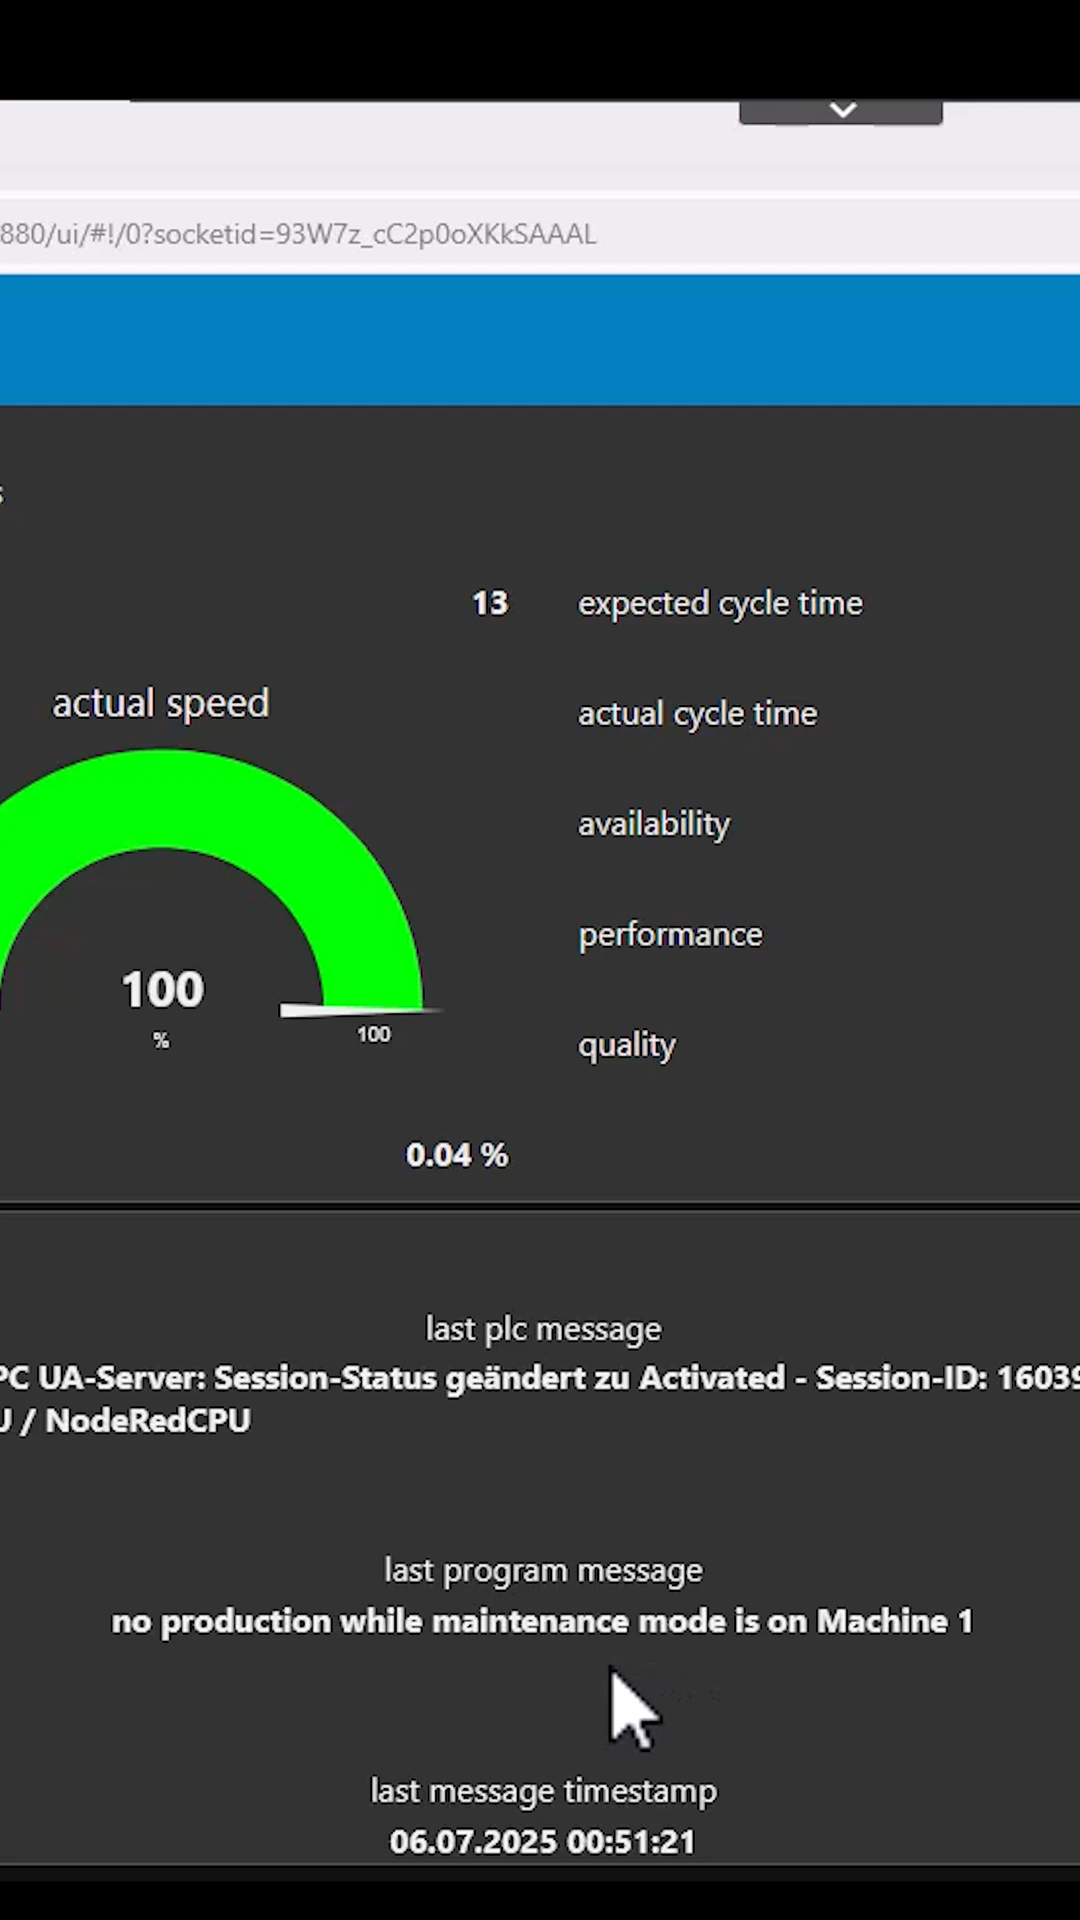 880/ui/#!/0?socketid=93W7z_cC2p0oXKkSAAAL
s
13 expected cycle time
actual speed
actual cycle time
availability
performance
100
%
100
quality
0.04 %
last plc message
PC UA-Server: Session-Status geändert zu Activated - Session-ID: 16039
U / NodeRedCPU
last program message
no production while maintenance mode is on Machine 1
last message timestamp
06.07.2025 00:51:21